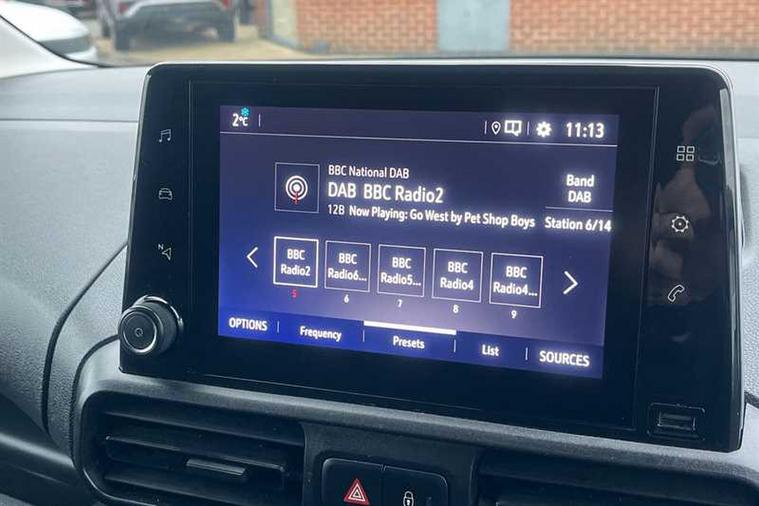 2°C
11:13
BBC National DAB
DAB BBC Radio2
12B Now Playing: Go West by Pet Shop Boys
Band
DAB
Station 6/14
BBC
Radio2
5
BBC
Radio6...
6
BBC
Radio5...
7
BBC
Radio4
8
BBC
Radio4...
9
OPTIONS
Frequency
Presets
List
SOURCES
N